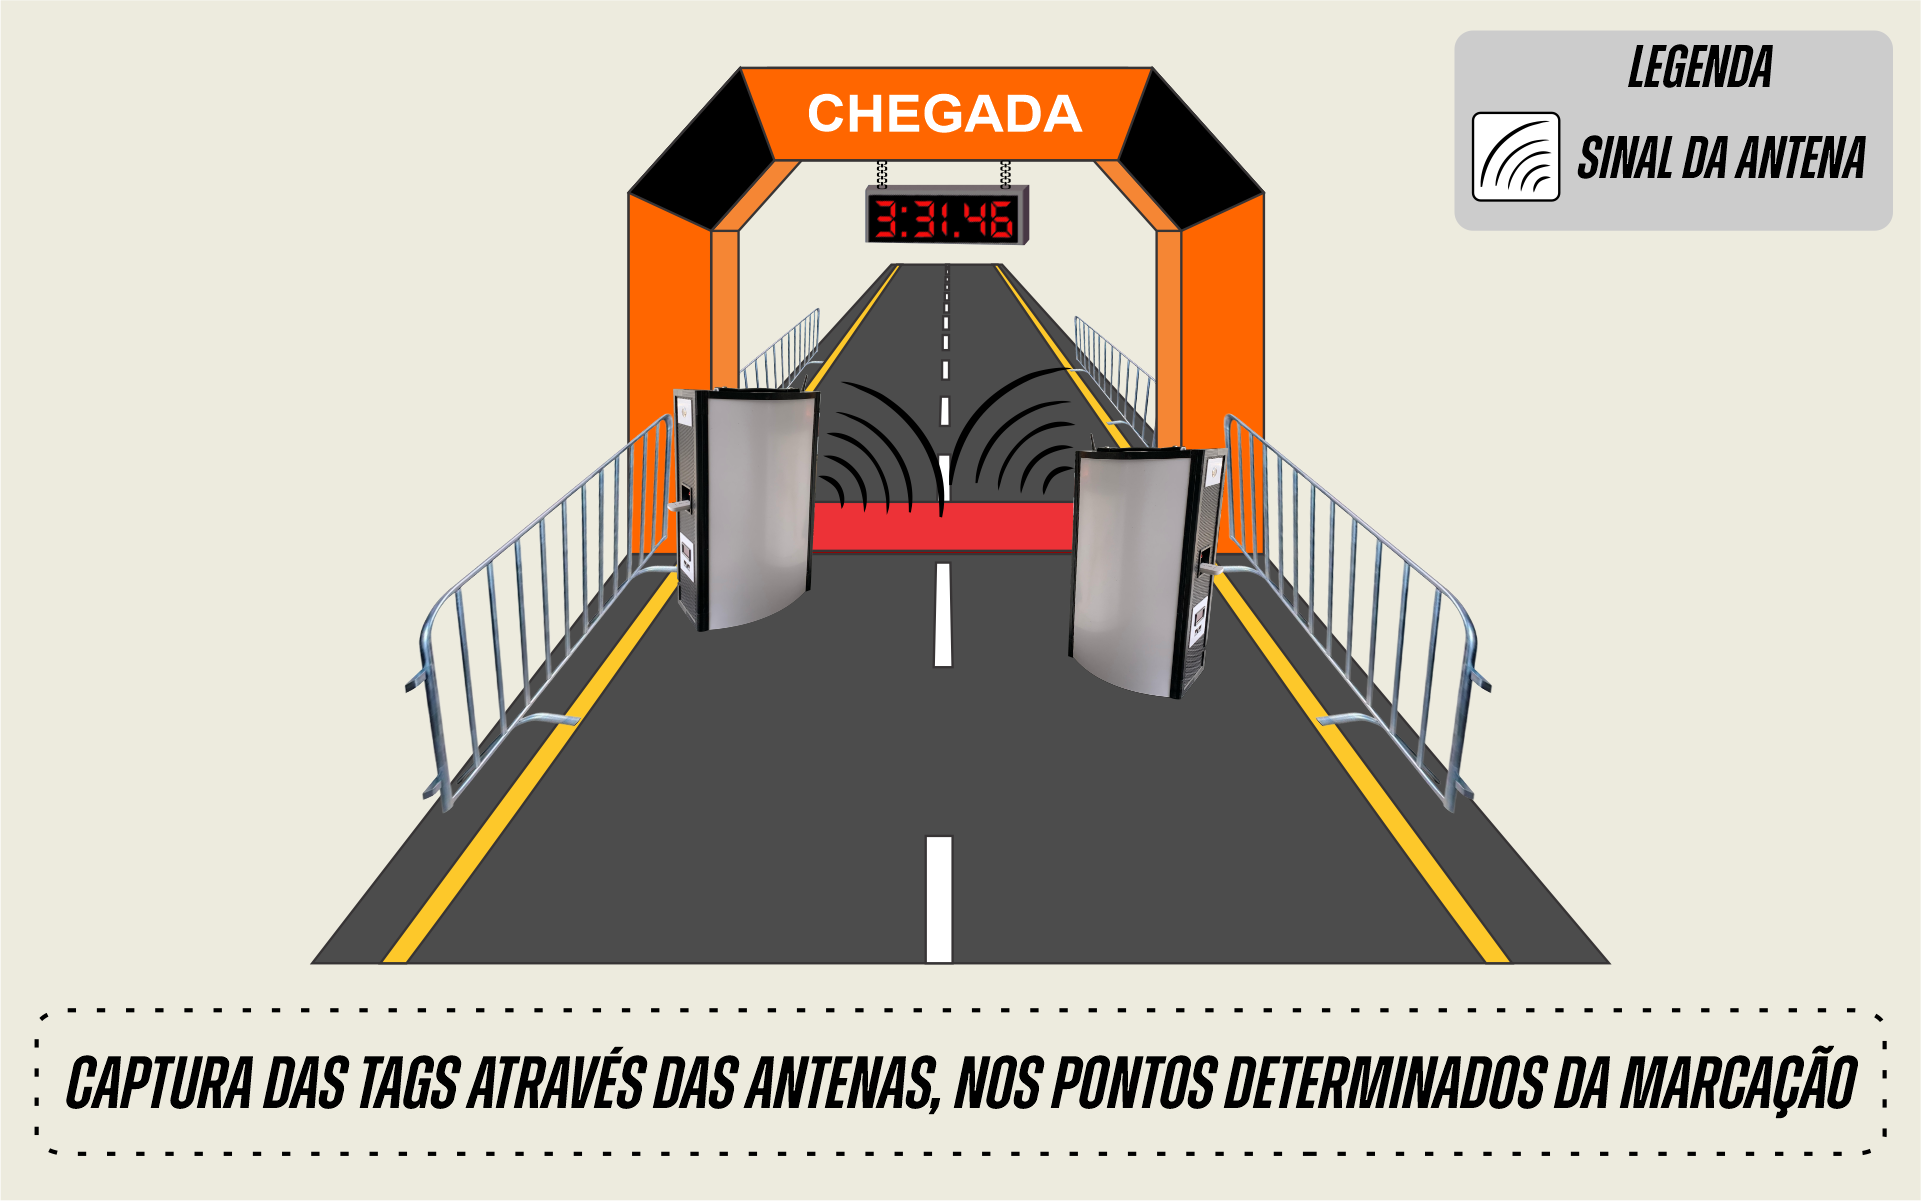 LEGENDA
SINAL DA ANTENA
CHEGADA
3:31.46
CAPTURA DAS TAGS ATRAVÉS DAS ANTENAS, NOS PONTOS DETERMINADOS DA MARCAÇÃO